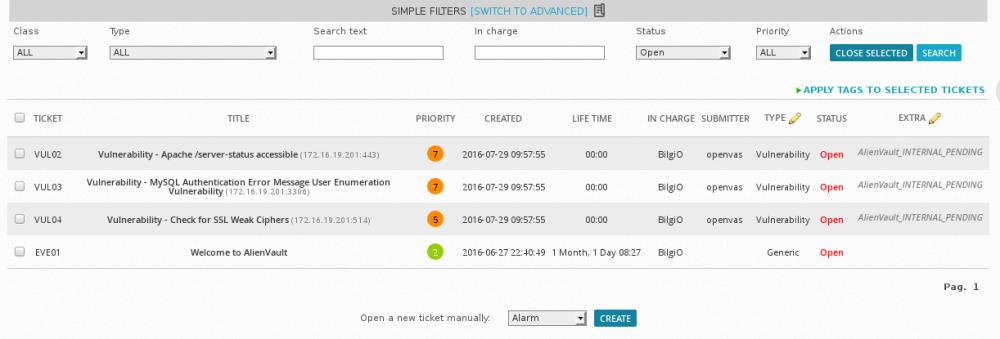 SIMPLE FILTERS [SWITCH TO ADVANCED]
Class Type Search text In charge Status Priority Actions
ALL ALL Open ALL CLOSE SELECTED SEARCH
APPLY TAGS TO SELECTED TICKETS
TICKET TITLE PRIORITY CREATED LIFE TIME IN CHARGE SUBMITTER TYPE STATUS EXTRA
VUL02 Vulnerability - Apache /server-status accessible (172.16.19.201:443) 7 2016-07-29 09:57:55 00:00 BilgiO openvas Vulnerability Open AlienVault_INTERNAL_PENDING
VUL03 Vulnerability - MySQL Authentication Error Message User Enumeration
Vulnerability (172.16.19.201:3306) 7 2016-07-29 09:57:55 00:00 BilgiO openvas Vulnerability Open AlienVault_INTERNAL_PENDING
VUL04 Vulnerability - Check for SSL Weak Ciphers (172.16.19.201:514) 5 2016-07-29 09:57:55 00:00 BilgiO openvas Vulnerability Open AlienVault_INTERNAL_PENDING
EVE01 Welcome to AlienVault 2 2016-06-27 22:40:49 1 Month, 1 Day 08:27 BilgiO Generic Open
Pag. 1
Open a new ticket manually: Alarm CREATE